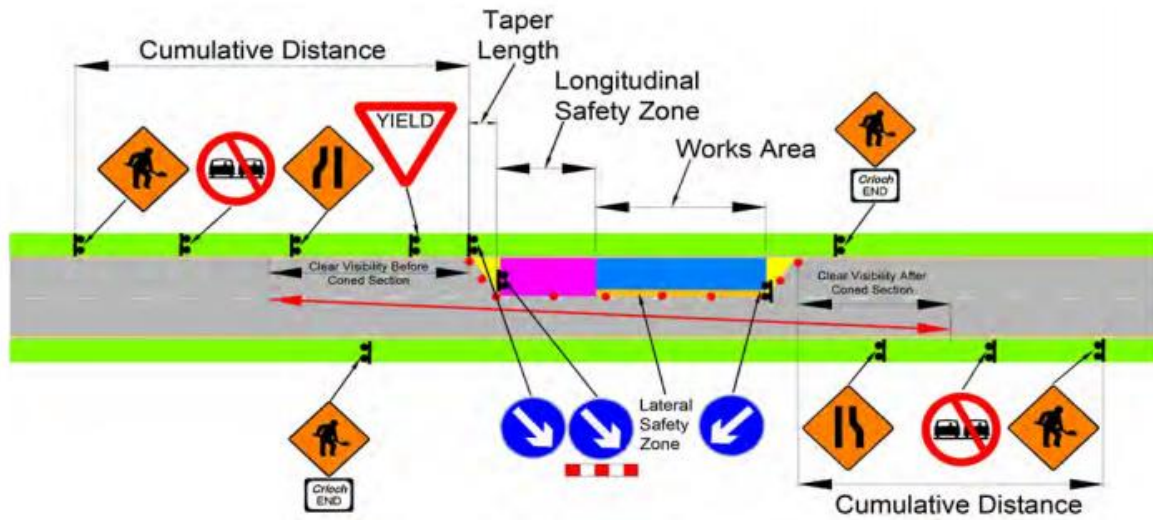 Taper
Length
Cumulative Distance
Longitudinal
Safety Zone
YIELD
Works Area
Críoch
END
Clear Visibility Before
Coned Section
Clear Visibility After
Coned Section
Lateral
Safety
Zone
Críoch
END
Cumulative Distance